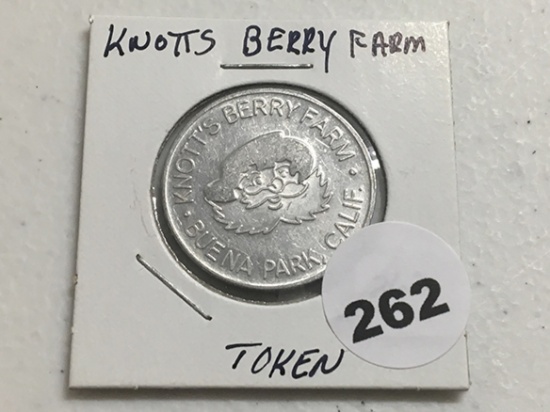 KNOTTS BERRY FARM
• KNOTT'S BERRY FARM •
BUENA PARK, CALIF.
262
TOKEN